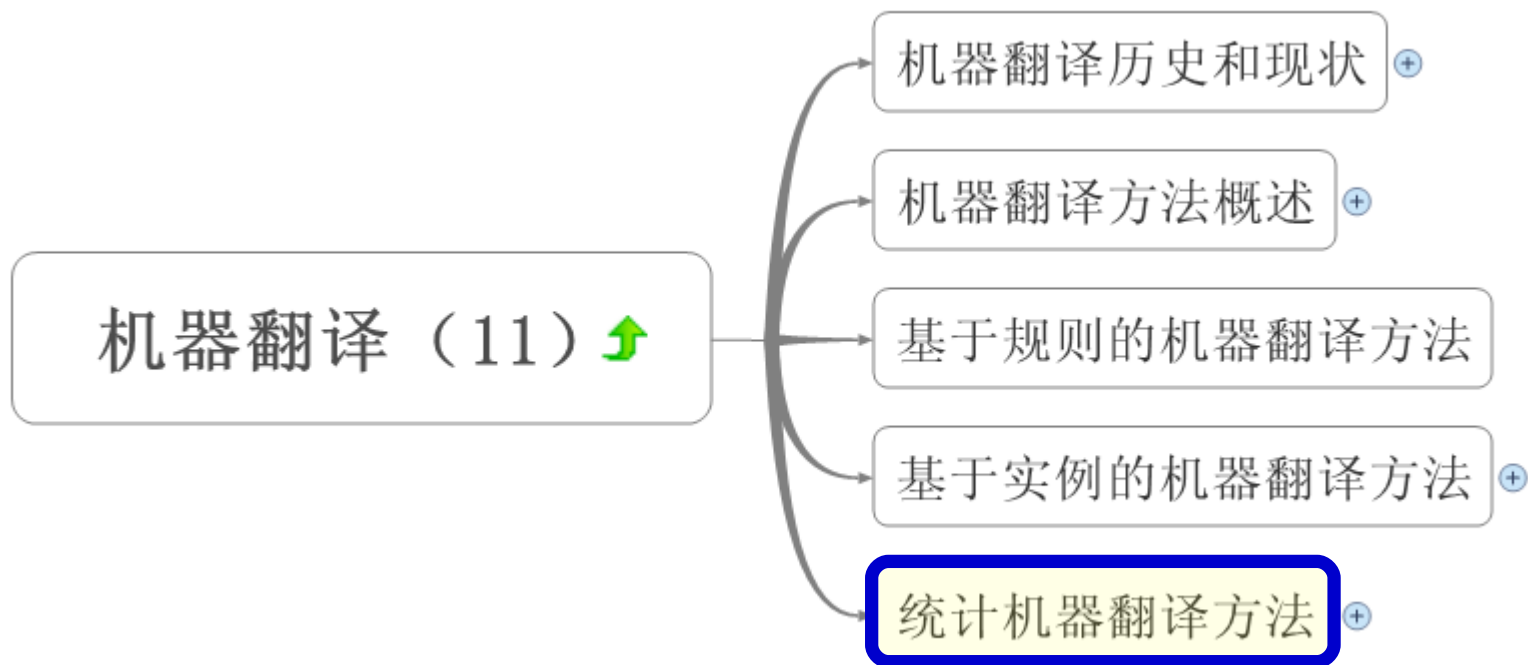 机器翻译（11）
机器翻译历史和现状
机器翻译方法概述
基于规则的机器翻译方法
基于实例的机器翻译方法
统计机器翻译方法